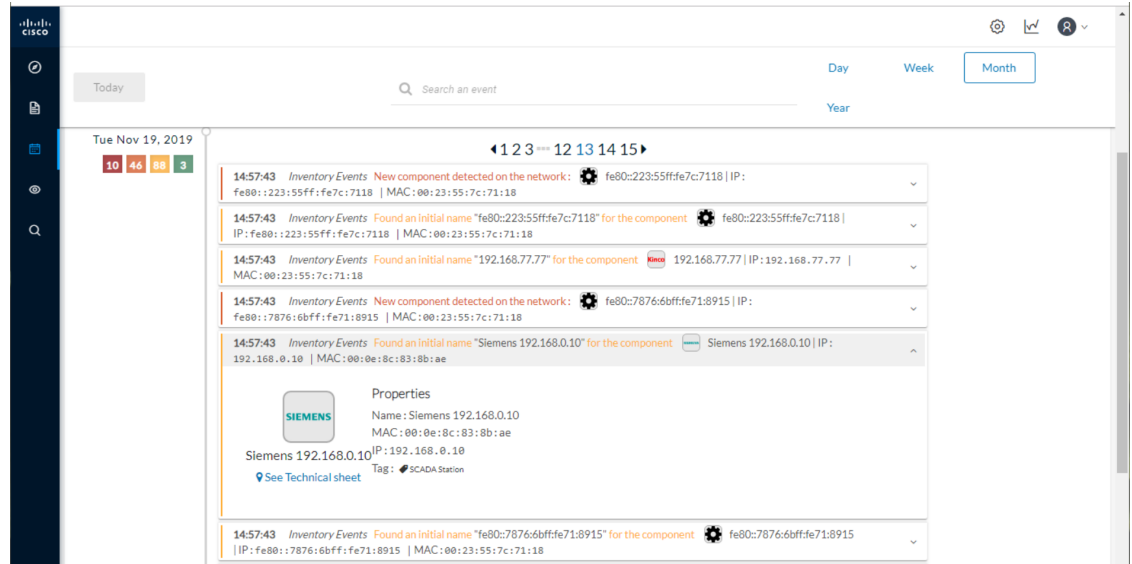 CISCO
Today
Search an event
Day
Week
Month
Year
Tue Nov 19, 2019
10 46 88 3
1 2 3 ··· 12 13 14 15
14:57:43 Inventory Events New component detected on the network: fe80::223:55ff:fe7c:7118 | IP:
fe80::223:55ff:fe7c:7118 | MAC:00:23:55:7c:71:18
14:57:43 Inventory Events Found an initial name "fe80::223:55ff:fe7c:7118" for the component fe80::223:55ff:fe7c:7118 |
IP:fe80::223:55ff:fe7c:7118 | MAC:00:23:55:7c:71:18
14:57:43 Inventory Events Found an initial name "192.168.77.77" for the component Kinco 192.168.77.77 | IP:192.168.77.77 |
MAC:00:23:55:7c:71:18
14:57:43 Inventory Events New component detected on the network: fe80::7876:6bff:fe71:8915 | IP:
fe80::7876:6bff:fe71:8915 | MAC:00:23:55:7c:71:18
14:57:43 Inventory Events Found an initial name "Siemens 192.168.0.10" for the component Siemens 192.168.0.10 | IP:
192.168.0.10 | MAC:00:0e:8c:83:8b:ae
SIEMENS
Siemens 192.168.0.10
See Technical sheet
Properties
Name: Siemens 192.168.0.10
MAC:00:0e:8c:83:8b:ae
IP:192.168.0.10
Tag: SCADA Station
14:57:43 Inventory Events Found an initial name "fe80::7876:6bff:fe71:8915" for the component fe80::7876:6bff:fe71:8915
| IP:fe80::7876:6bff:fe71:8915 | MAC:00:23:55:7c:71:18